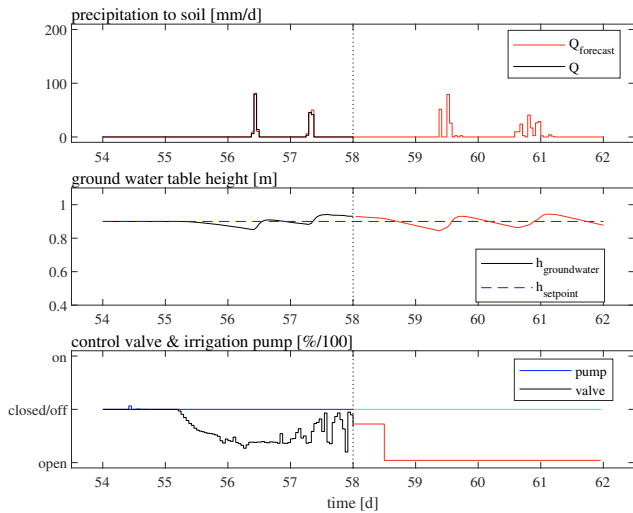 precipitation to soil [mm/d]
200
100
0
Q_forecast
Q
54 55 56 57 58 59 60 61 62
ground water table height [m]
1
0.8
0.6
0.4
h_groundwater
h_setpoint
54 55 56 57 58 59 60 61 62
control valve & irrigation pump [%/100]
on
closed/off
open
pump
valve
54 55 56 57 58 59 60 61 62
time [d]